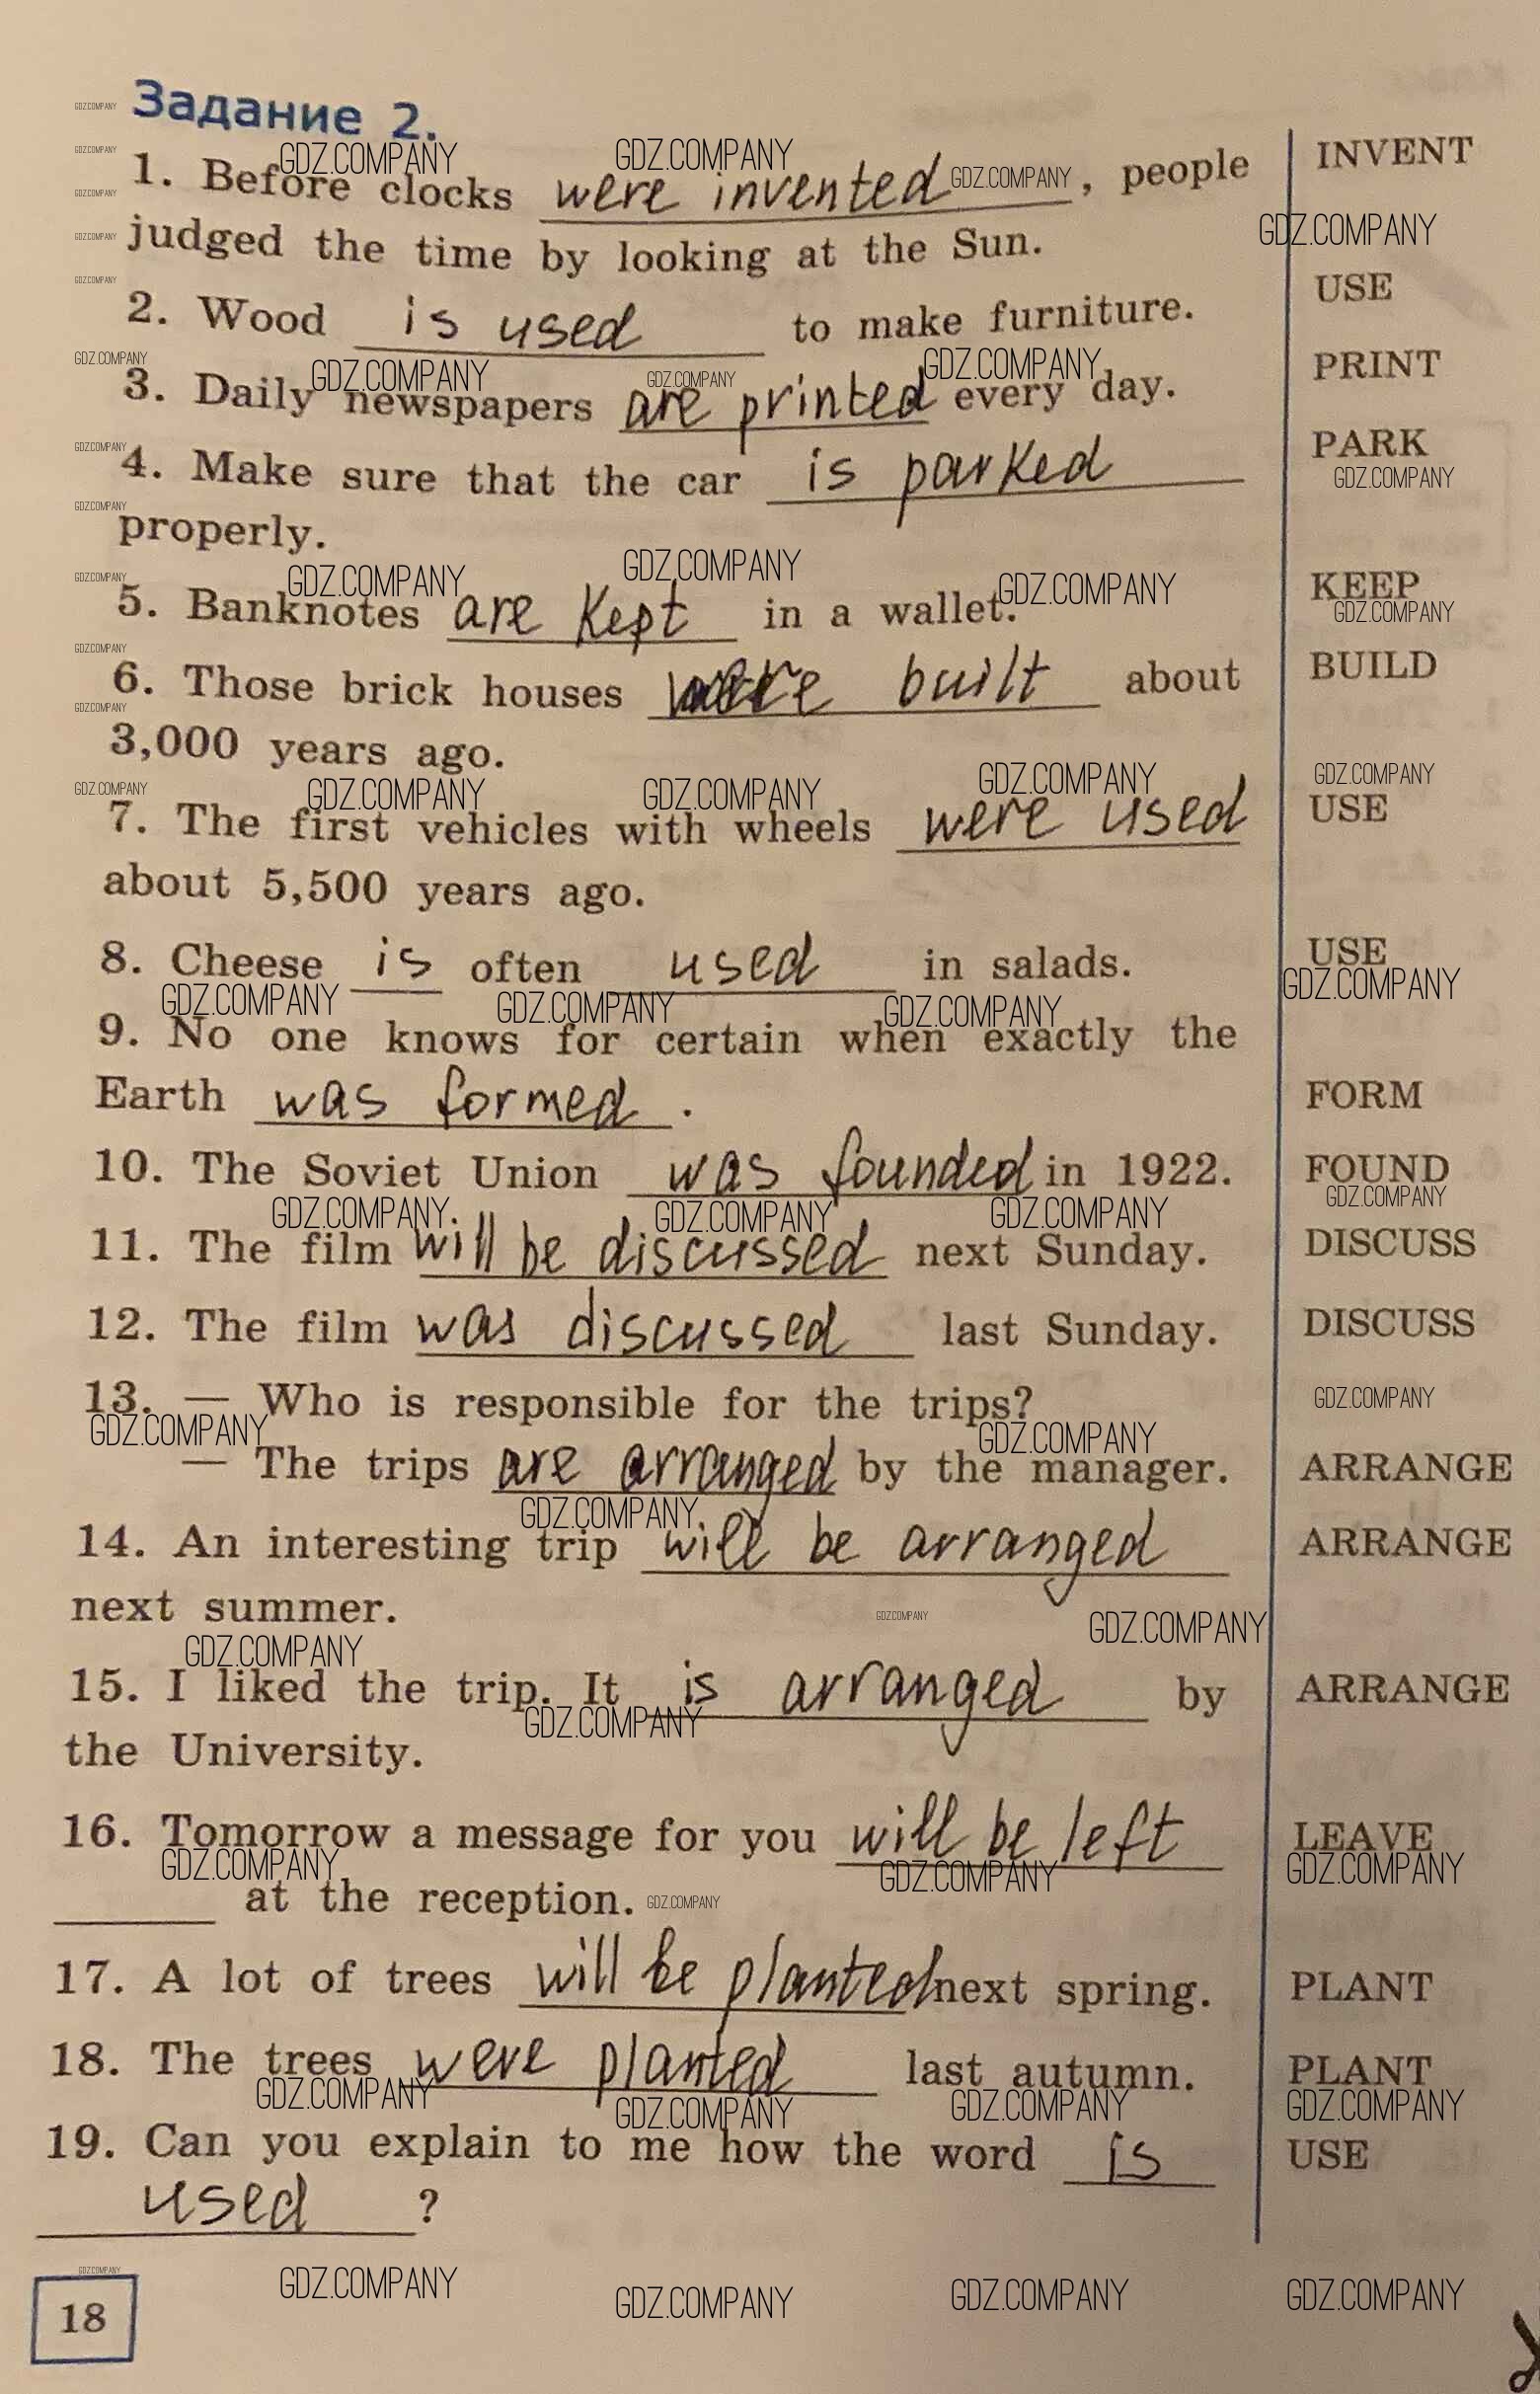 Задание 2.
1. Before clocks were invented, people INVENT
judged the time by looking at the Sun.
2. Wood is used to make furniture. USE
3. Daily newspapers are printed every day. PRINT
4. Make sure that the car is parked PARK
properly.
5. Banknotes are kept in a wallet. KEEP
6. Those brick houses were built about BUILD
3,000 years ago.
7. The first vehicles with wheels were used USE
about 5,500 years ago.
8. Cheese is often used in salads. USE
9. No one knows for certain when exactly the
Earth was formed. FORM
10. The Soviet Union was founded in 1922. FOUND
11. The film will be discussed next Sunday. DISCUSS
12. The film was discussed last Sunday. DISCUSS
13. — Who is responsible for the trips?
— The trips are arranged by the manager. ARRANGE
14. An interesting trip will be arranged ARRANGE
next summer.
15. I liked the trip. It is arranged by ARRANGE
the University.
16. Tomorrow a message for you will be left LEAVE
at the reception.
17. A lot of trees will be planted next spring. PLANT
18. The trees were planted last autumn. PLANT
19. Can you explain to me how the word is USE
used ?
18
GDZ.COMPANY